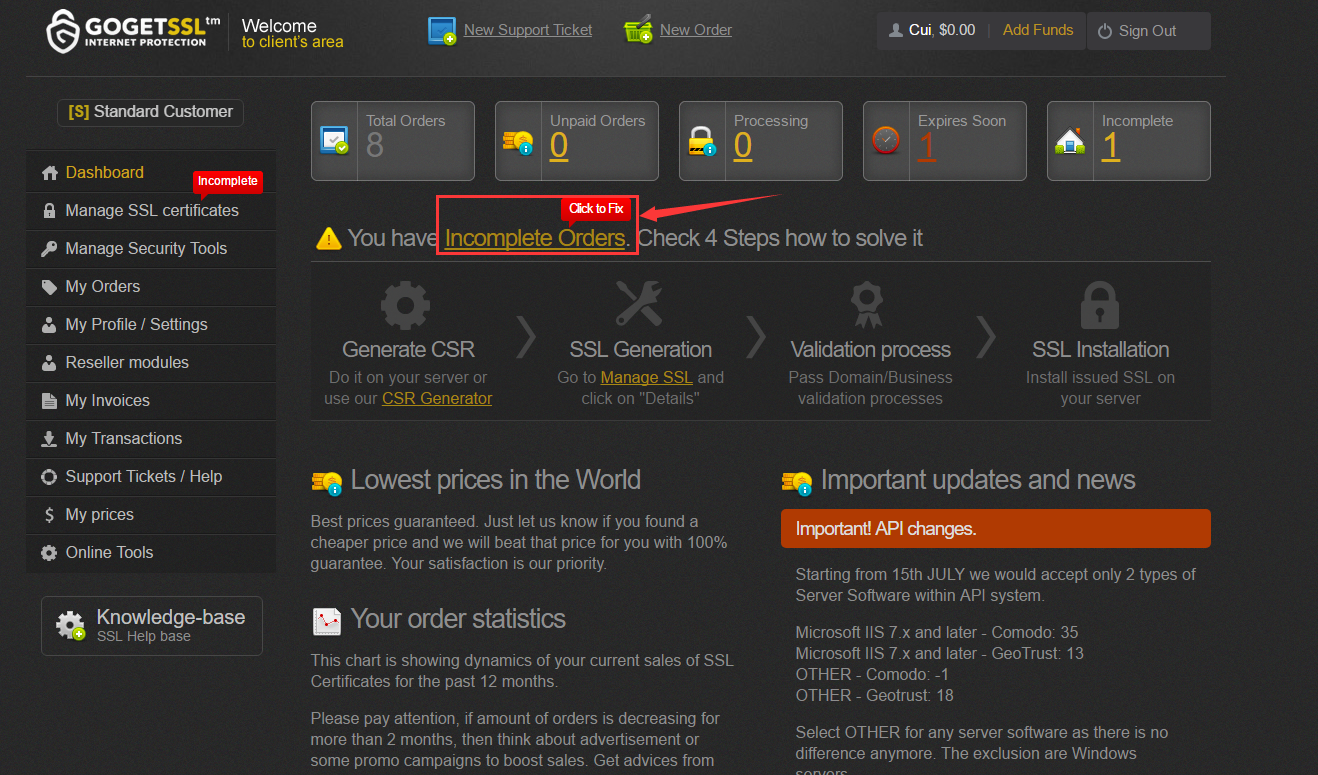 GOGETSSL™
INTERNET PROTECTION
Welcome
to client's area
New Support Ticket
New Order
Cui, $0.00 | Add Funds
Sign Out
[S] Standard Customer
Dashboard
Incomplete
Manage SSL certificates
Manage Security Tools
My Orders
My Profile / Settings
Reseller modules
My Invoices
My Transactions
Support Tickets / Help
My prices
Online Tools
Knowledge-base
SSL Help base
Total Orders
8
Unpaid Orders
0
Processing
0
Expires Soon
1
Incomplete
1
Click to Fix
You have Incomplete Orders. Check 4 Steps how to solve it
Generate CSR
Do it on your server or
use our CSR Generator
SSL Generation
Go to Manage SSL and
click on "Details"
Validation process
Pass Domain/Business
validation processes
SSL Installation
Install issued SSL on
your server
Lowest prices in the World
Best prices guaranteed. Just let us know if you found a
cheaper price and we will beat that price for you with 100%
guarantee. Your satisfaction is our priority.
Your order statistics
This chart is showing dynamics of your current sales of SSL
Certificates for the past 12 months.
Please pay attention, if amount of orders is decreasing for
more than 2 months, then think about advertisement or
some promo campaigns to boost sales. Get advices from
Important updates and news
Important! API changes.
Starting from 15th JULY we would accept only 2 types of
Server Software within API system.
Microsoft IIS 7.x and later - Comodo: 35
Microsoft IIS 7.x and later - GeoTrust: 13
OTHER - Comodo: -1
OTHER - Geotrust: 18
Select OTHER for any server software as there is no
difference anymore. The exclusion are Windows
servers